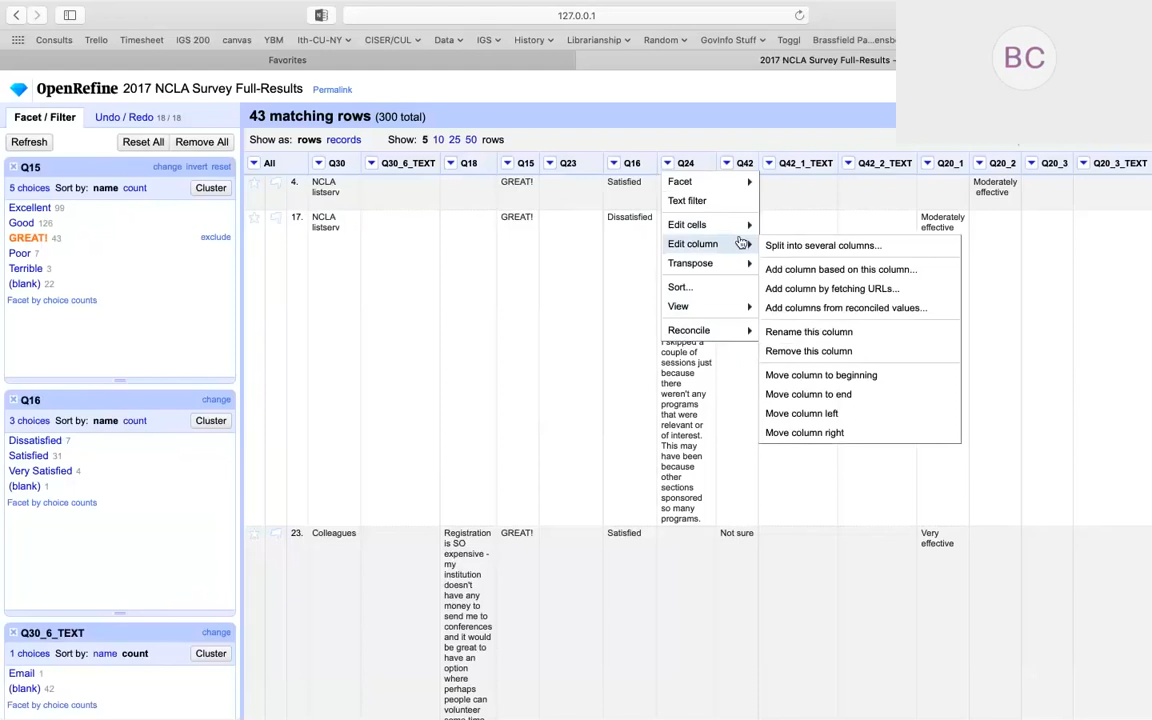 127.0.0.1
BC
Consults Trello Timesheet IGS 200 canvas YBM Ith-CU-NY CISER/CUL Data IGS History Librarianship Random GovInfo Stuff Toggl Brassfield Pa...ensb
Favorites
2017 NCLA Survey Full-Results –
OpenRefine 2017 NCLA Survey Full-Results Permalink
Facet / Filter Undo / Redo 18 / 18
43 matching rows (300 total)
Refresh Reset All Remove All
Show as: rows records Show: 5 10 25 50 rows
Q15 change invert reset
5 choices Sort by: name count Cluster
Excellent 99
Good 126
GREAT! 43 exclude
Poor 7
Terrible 3
(blank) 22
Facet by choice counts
Q16 change
3 choices Sort by: name count Cluster
Dissatisfied 7
Satisfied 31
Very Satisfied 4
(blank) 1
Facet by choice counts
Q30_6_TEXT change
1 choices Sort by: name count Cluster
Email 1
(blank) 42
Facet by choice counts
All Q30 Q30_6_TEXT Q18 Q15 Q23 Q16 Q24 Q42 Q42_1_TEXT Q42_2_TEXT Q20_1 Q20_2 Q20_3 Q20_3_TEXT
4. NCLA
listserv
GREAT!
Satisfied
Moderately
effective
17. NCLA
listserv
GREAT!
Dissatisfied
Moderately
effective
Facet
Text filter
Edit cells
Edit column
Transpose
Sort...
View
Reconcile
Split into several columns...
Add column based on this column...
Add column by fetching URLs...
Add columns from reconciled values...
Rename this column
Remove this column
Move column to beginning
Move column to end
Move column left
Move column right
I skipped a
couple of
sessions just
because
there
weren't any
programs
that were
relevant or
of interest.
This may
have been
because
other
sections
sponsored
so many
programs.
23. Colleagues
Registration
is SO
expensive -
my
institution
doesn't
have any
money to
send me to
conferences
and it would
be great to
have an
option
where
perhaps
people can
volunteer
some time
GREAT!
Satisfied
Not sure
Very
effective